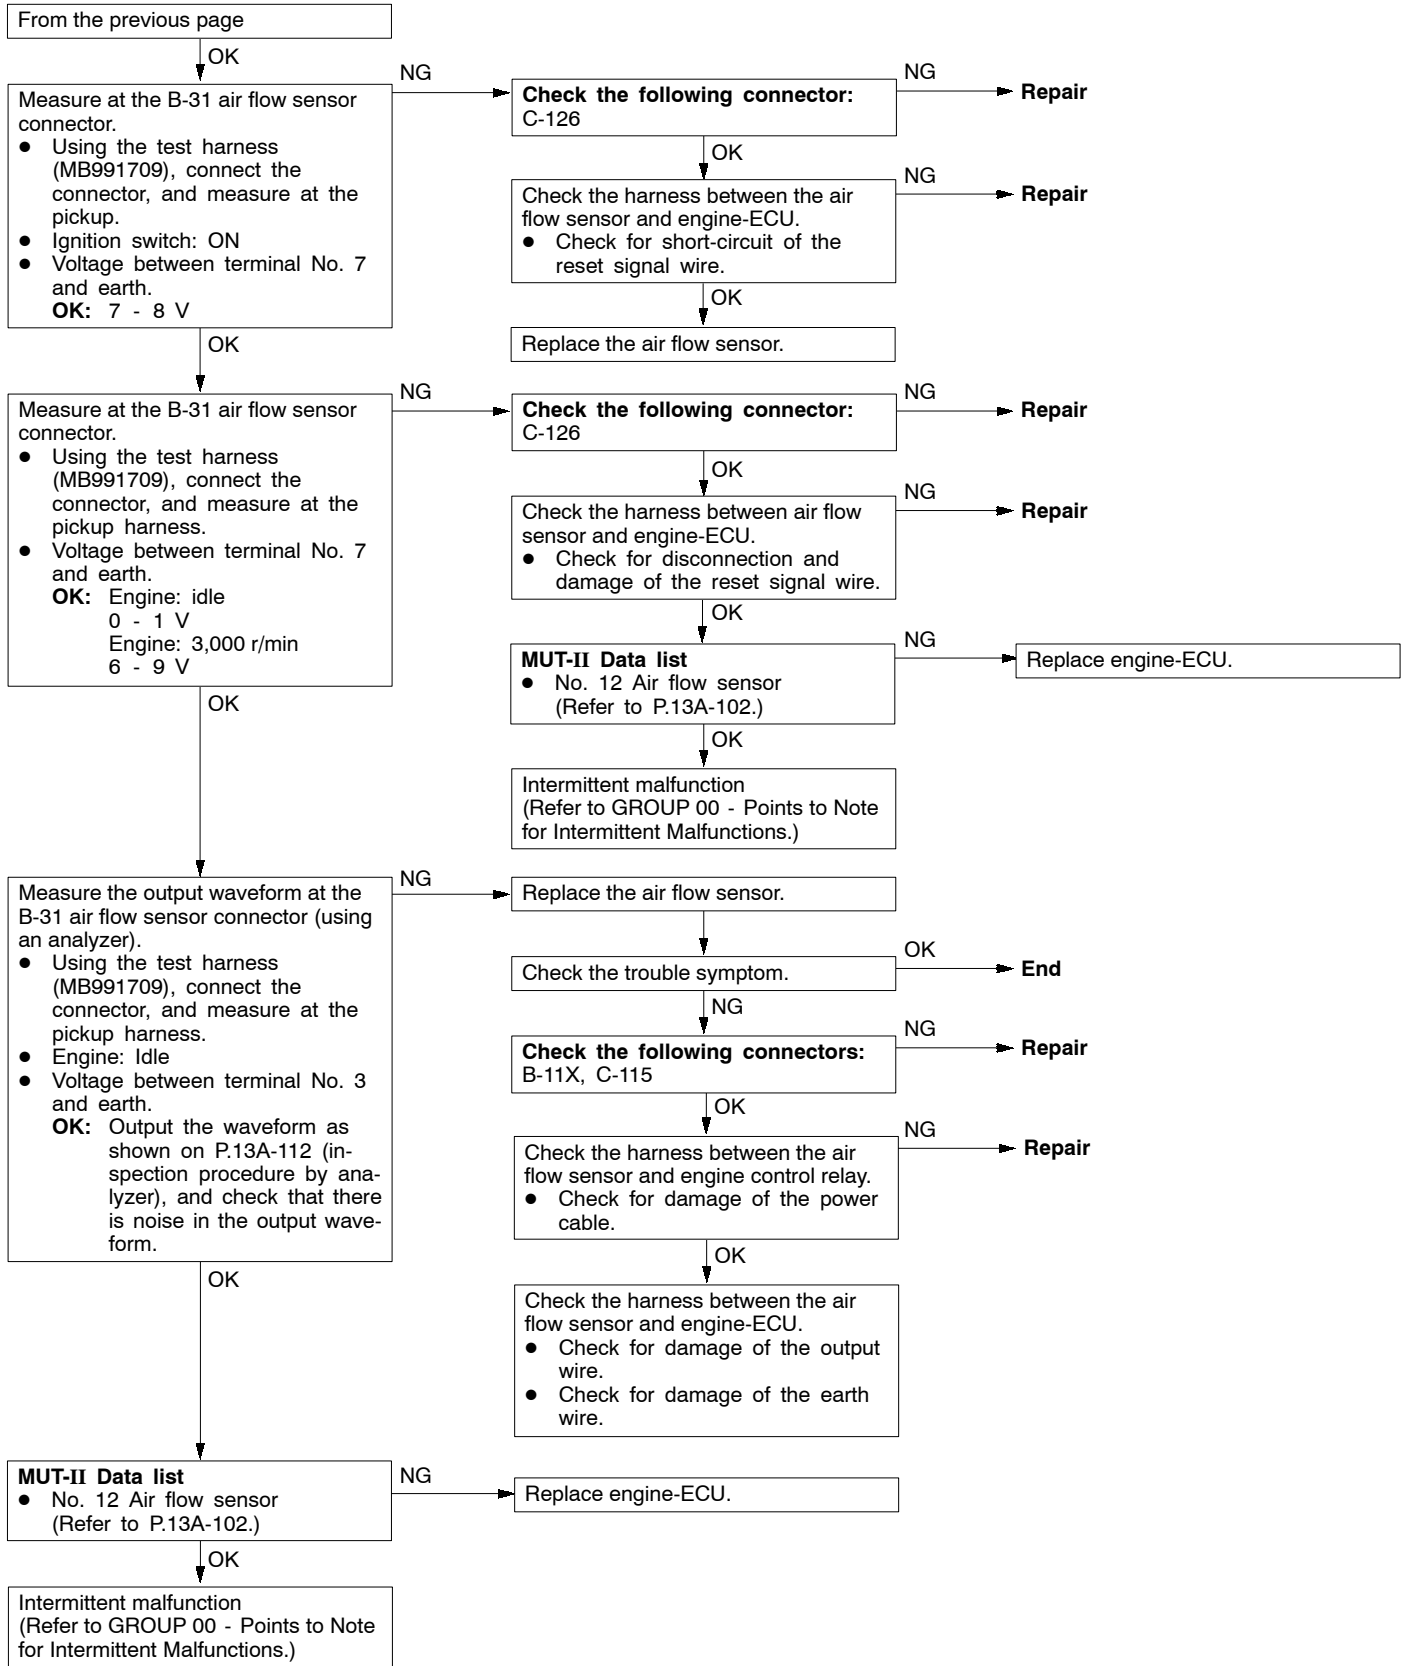 From the previous page
OK
Measure at the B-31 air flow sensor
connector.
● Using the test harness
(MB991709), connect the
connector, and measure at the
pickup.
● Ignition switch: ON
● Voltage between terminal No. 7
and earth.
OK: 7 - 8 V
NG
Check the following connector:
C-126
NG
Repair
OK
Check the harness between the air
flow sensor and engine-ECU.
● Check for short-circuit of the
reset signal wire.
NG
Repair
OK
Replace the air flow sensor.
OK
Measure at the B-31 air flow sensor
connector.
● Using the test harness
(MB991709), connect the
connector, and measure at the
pickup harness.
● Voltage between terminal No. 7
and earth.
OK: Engine: idle
0 - 1 V
Engine: 3,000 r/min
6 - 9 V
NG
Check the following connector:
C-126
NG
Repair
OK
Check the harness between air flow
sensor and engine-ECU.
● Check for disconnection and
damage of the reset signal wire.
NG
Repair
OK
MUT-II Data list
● No. 12 Air flow sensor
(Refer to P.13A-102.)
NG
Replace engine-ECU.
OK
Intermittent malfunction
(Refer to GROUP 00 - Points to Note
for Intermittent Malfunctions.)
OK
Measure the output waveform at the
B-31 air flow sensor connector (using
an analyzer).
● Using the test harness
(MB991709), connect the
connector, and measure at the
pickup harness.
● Engine: Idle
● Voltage between terminal No. 3
and earth.
OK: Output the waveform as
shown on P.13A-112 (in-
spection procedure by ana-
lyzer), and check that there
is noise in the output wave-
form.
NG
Replace the air flow sensor.
Check the trouble symptom.
OK
End
NG
Check the following connectors:
B-11X, C-115
NG
Repair
OK
Check the harness between the air
flow sensor and engine control relay.
● Check for damage of the power
cable.
NG
Repair
OK
Check the harness between the air
flow sensor and engine-ECU.
● Check for damage of the output
wire.
● Check for damage of the earth
wire.
OK
MUT-II Data list
● No. 12 Air flow sensor
(Refer to P.13A-102.)
NG
Replace engine-ECU.
OK
Intermittent malfunction
(Refer to GROUP 00 - Points to Note
for Intermittent Malfunctions.)